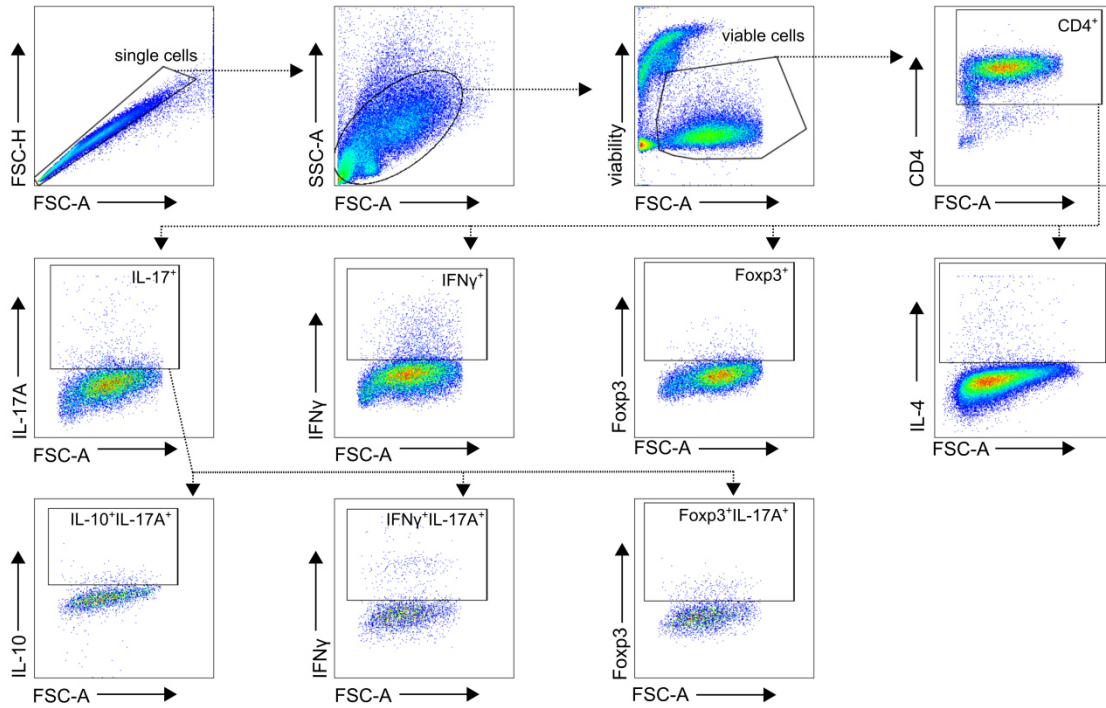 single cells
FSC-H
FSC-A
SSC-A
FSC-A
viable cells
viability
FSC-A
CD4⁺
CD4
FSC-A
IL-17⁺
IL-17A
FSC-A
IFNγ⁺
IFNγ
FSC-A
Foxp3⁺
Foxp3
FSC-A
IL-4
FSC-A
IL-10⁺IL-17A⁺
IL-10
FSC-A
IFNγ⁺IL-17A⁺
IFNγ
FSC-A
Foxp3⁺IL-17A⁺
Foxp3
FSC-A